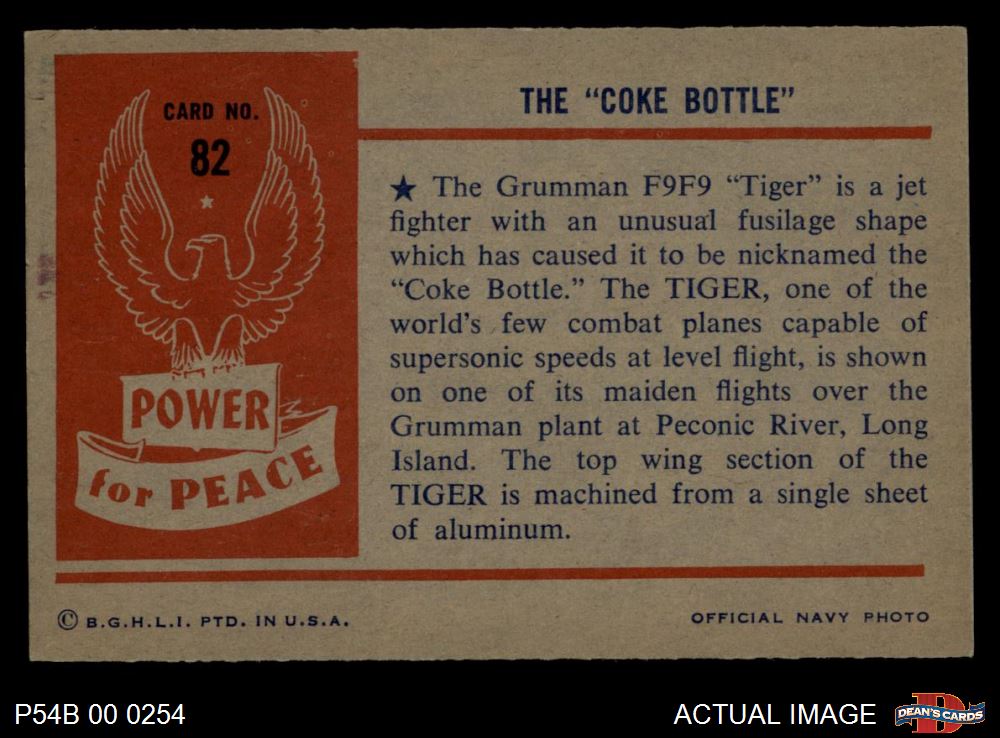 CARD NO.
82
POWER
for PEACE
THE “COKE BOTTLE”
★ The Grumman F9F9 “Tiger” is a jet
fighter with an unusual fusilage shape
which has caused it to be nicknamed the
“Coke Bottle.” The TIGER, one of the
world’s few combat planes capable of
supersonic speeds at level flight, is shown
on one of its maiden flights over the
Grumman plant at Peconic River, Long
Island. The top wing section of the
TIGER is machined from a single sheet
of aluminum.
© B.G.H.L.I. PTD. IN U.S.A.
OFFICIAL NAVY PHOTO
P54B 00 0254
ACTUAL IMAGE
DEAN'S CARDS